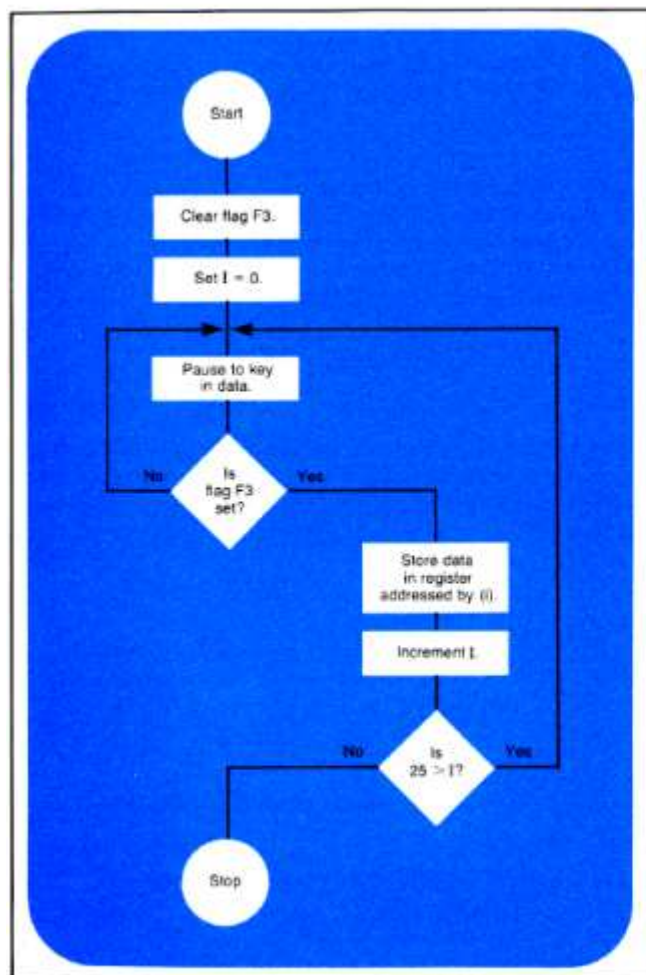 Start
Clear flag F3.
Set I = 0.
Pause to key
in data.
No
Is
flag F3
set?
Yes
Store data
in register
addressed by (i).
Increment I.
No
Is
25 > I?
Yes
Stop